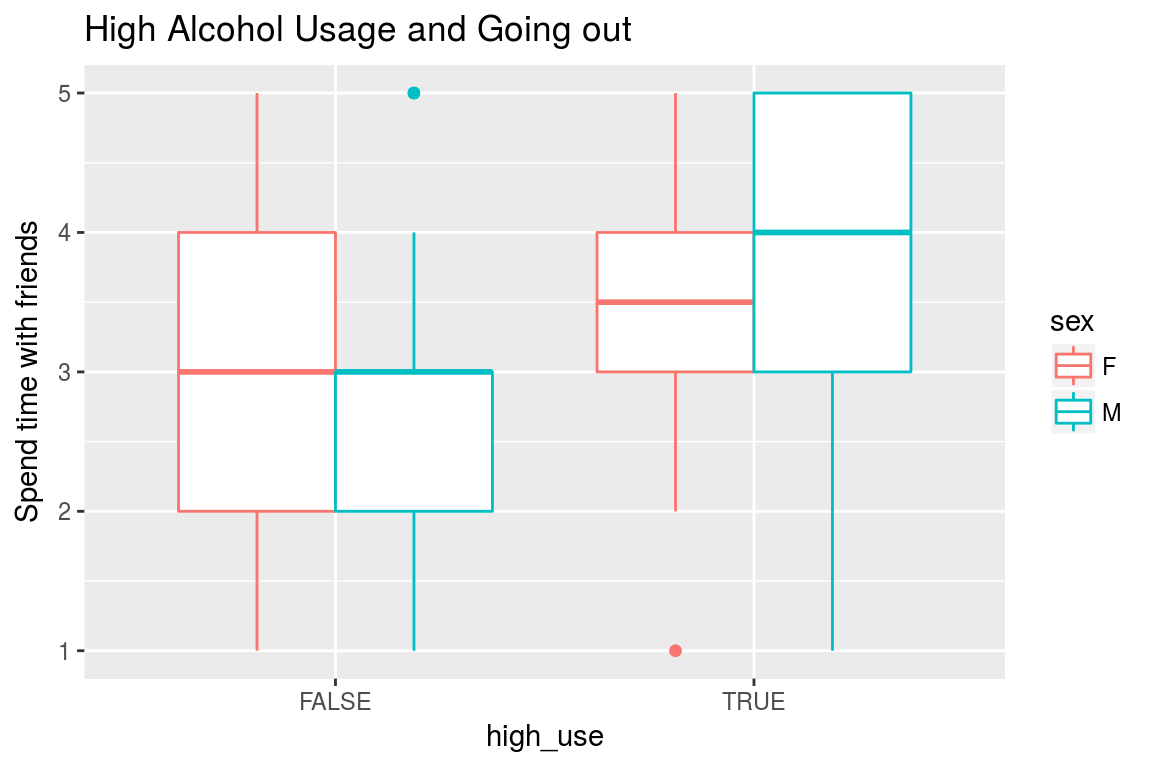 High Alcohol Usage and Going out
Spend time with friends
5
4
3
2
1
FALSE
TRUE
high_use
sex
F
M